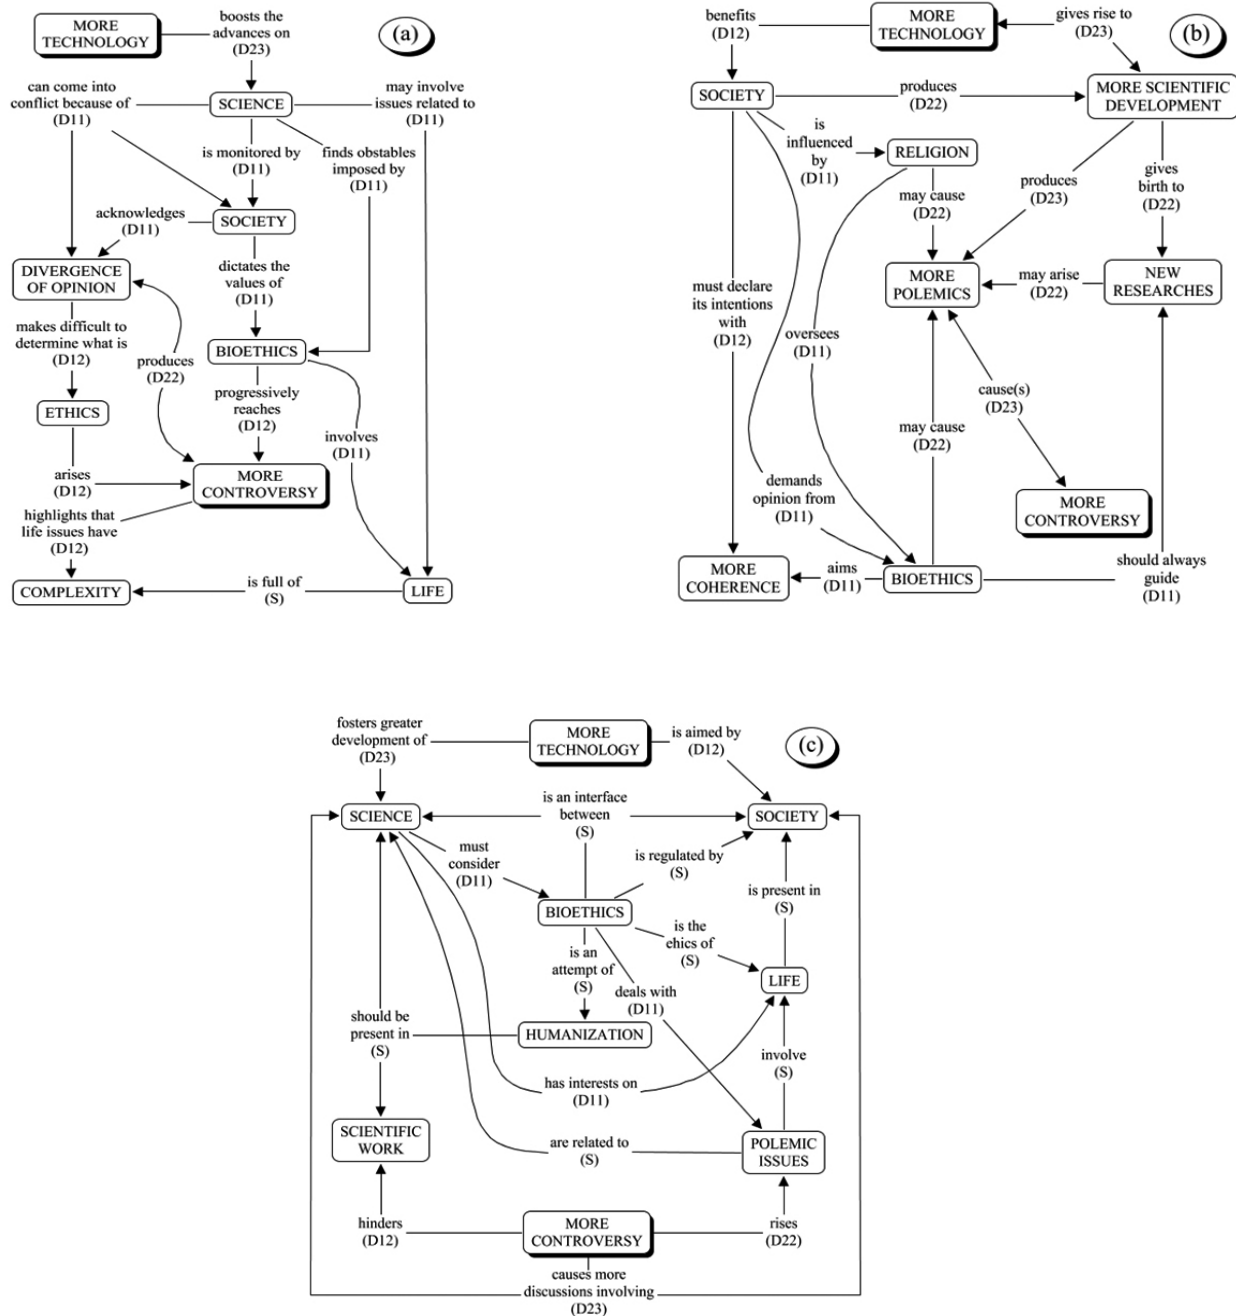 MORE
TECHNOLOGY
boosts the
advances on
(D23)
(a)
can come into
conflict because of
(D11)
SCIENCE
may involve
issues related to
(D11)
is monitored by
(D11)
finds obstables
imposed by
(D11)
acknowledges
(D11)
SOCIETY
DIVERGENCE
OF OPINION
dictates the
values of
(D11)
makes difficult to
determine what is
(D12)
produces
(D22)
BIOETHICS
ETHICS
progressively
reaches
(D12)
involves
(D11)
arises
(D12)
MORE
CONTROVERSY
highlights that
life issues have
(D12)
COMPLEXITY
is full of
(S)
LIFE
benefits
(D12)
MORE
TECHNOLOGY
gives rise to
(D23)
(b)
SOCIETY
produces
(D22)
MORE SCIENTIFIC
DEVELOPMENT
is
influenced
by
(D11)
RELIGION
may cause
(D22)
produces
(D23)
gives
birth to
(D22)
must declare
its intentions
with
(D12)
oversees
(D11)
MORE
POLEMICS
may arise
(D22)
NEW
RESEARCHES
may cause
(D22)
cause(s)
(D23)
demands
opinion from
(D11)
MORE
CONTROVERSY
MORE
COHERENCE
aims
(D11)
BIOETHICS
should always
guide
(D11)
fosters greater
development of
(D23)
MORE
TECHNOLOGY
is aimed by
(D12)
(c)
SCIENCE
is an interface
between
(S)
SOCIETY
must
consider
(D11)
is regulated by
(S)
BIOETHICS
is present in
(S)
is the
ehics of
(S)
is an
attempt of
(S)
deals with
(D11)
LIFE
should be
present in
(S)
HUMANIZATION
involve
(S)
has interests on
(D11)
SCIENTIFIC
WORK
are related to
(S)
POLEMIC
ISSUES
hinders
(D12)
MORE
CONTROVERSY
rises
(D22)
causes more
discussions involving
(D23)